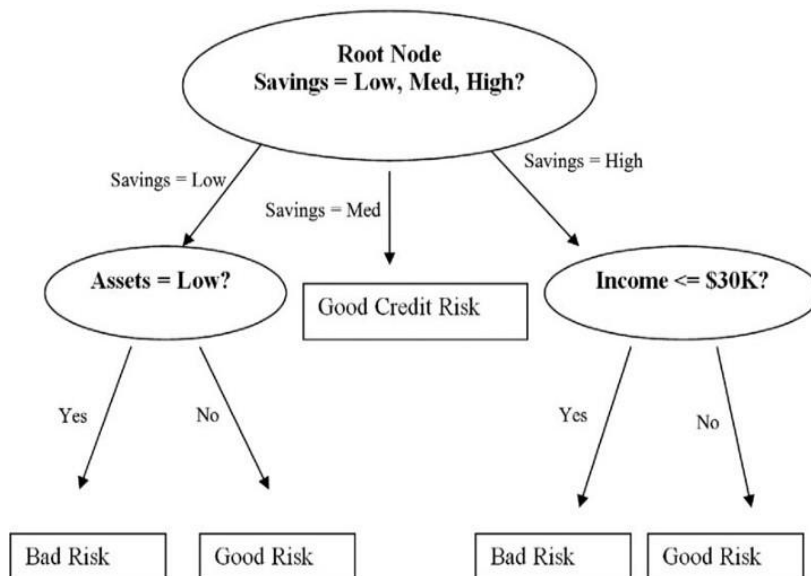 Root Node
Savings = Low, Med, High?
Savings = Low
Savings = Med
Savings = High
Assets = Low?
Good Credit Risk
Income <= $30K?
Yes
No
Yes
No
Bad Risk
Good Risk
Bad Risk
Good Risk